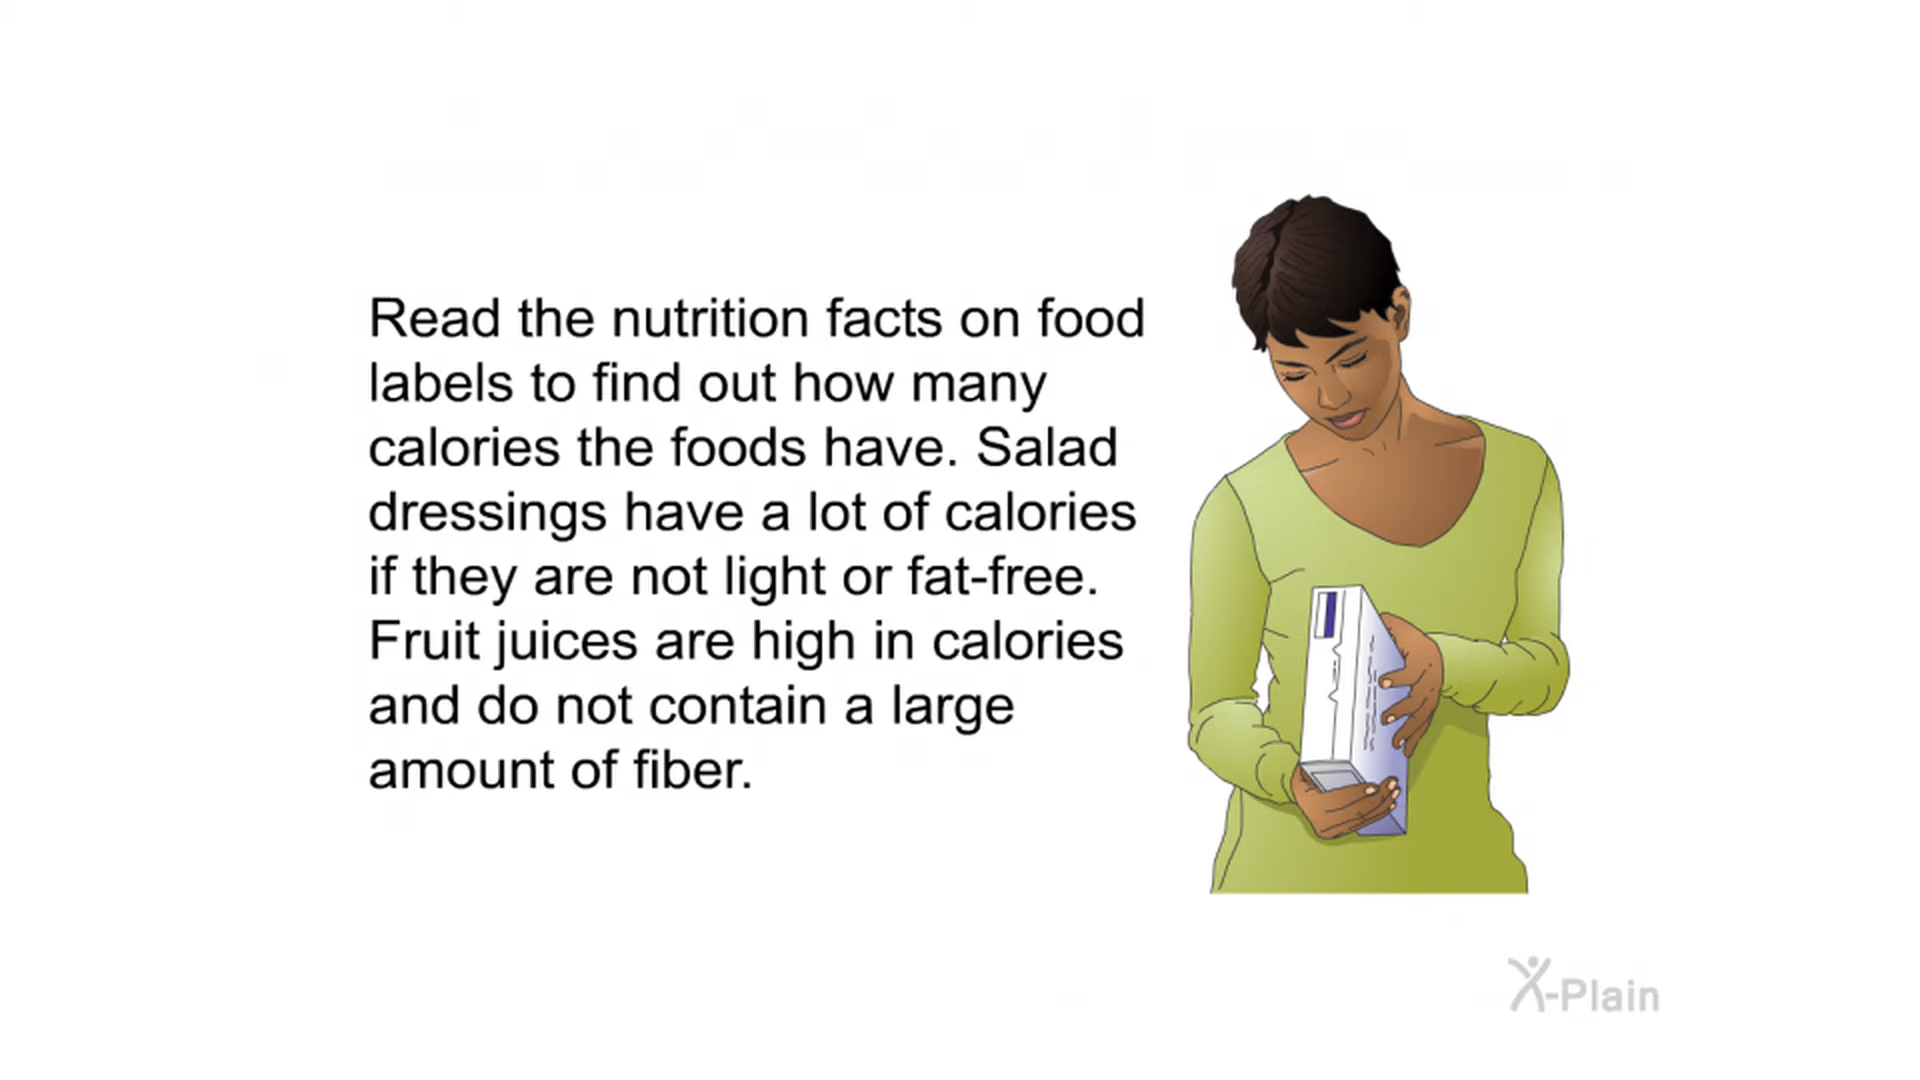 Read the nutrition facts on food
labels to find out how many
calories the foods have. Salad
dressings have a lot of calories
if they are not light or fat-free.
Fruit juices are high in calories
and do not contain a large
amount of fiber.
X-Plain